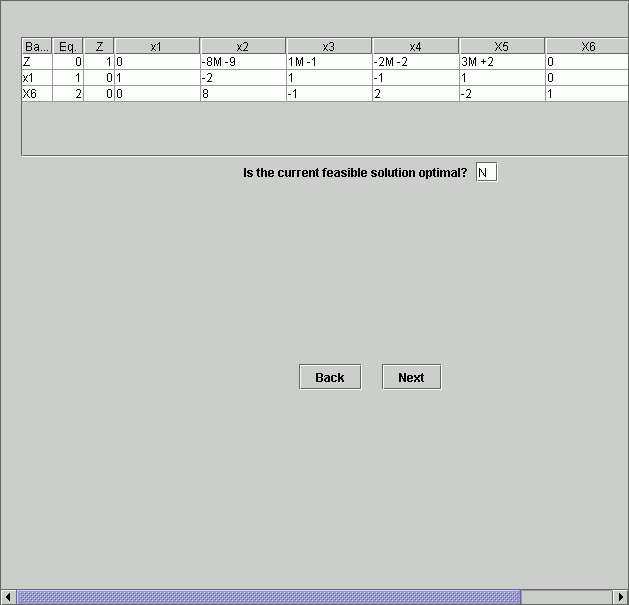 Ba... Eq. Z x1 x2 x3 x4 X5 X6
Z 0 1 0 -8M -9 1M -1 -2M -2 3M +2 0
x1 1 0 1 -2 1 -1 1 0
X6 2 0 0 8 -1 2 -2 1
Is the current feasible solution optimal? N
Back Next